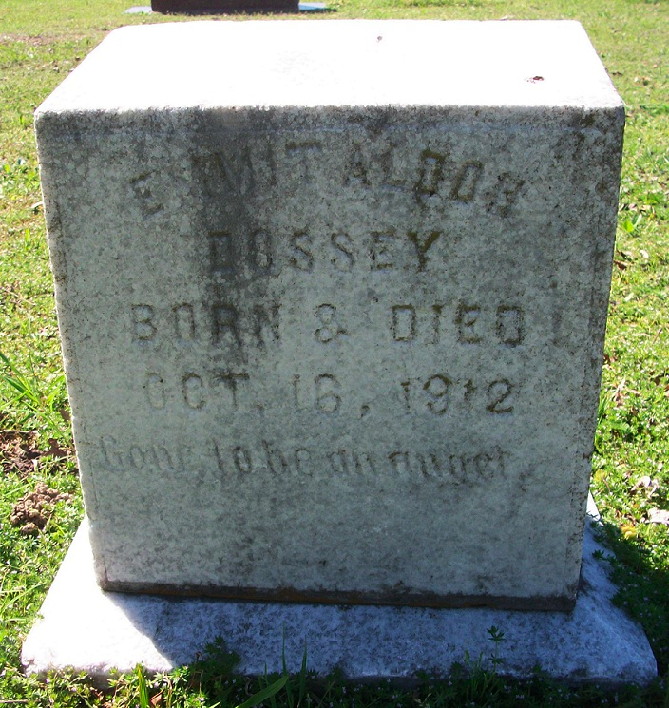 DOSSEY
BORN & DIED
OCT. 16, 1912
Gone to be an angel